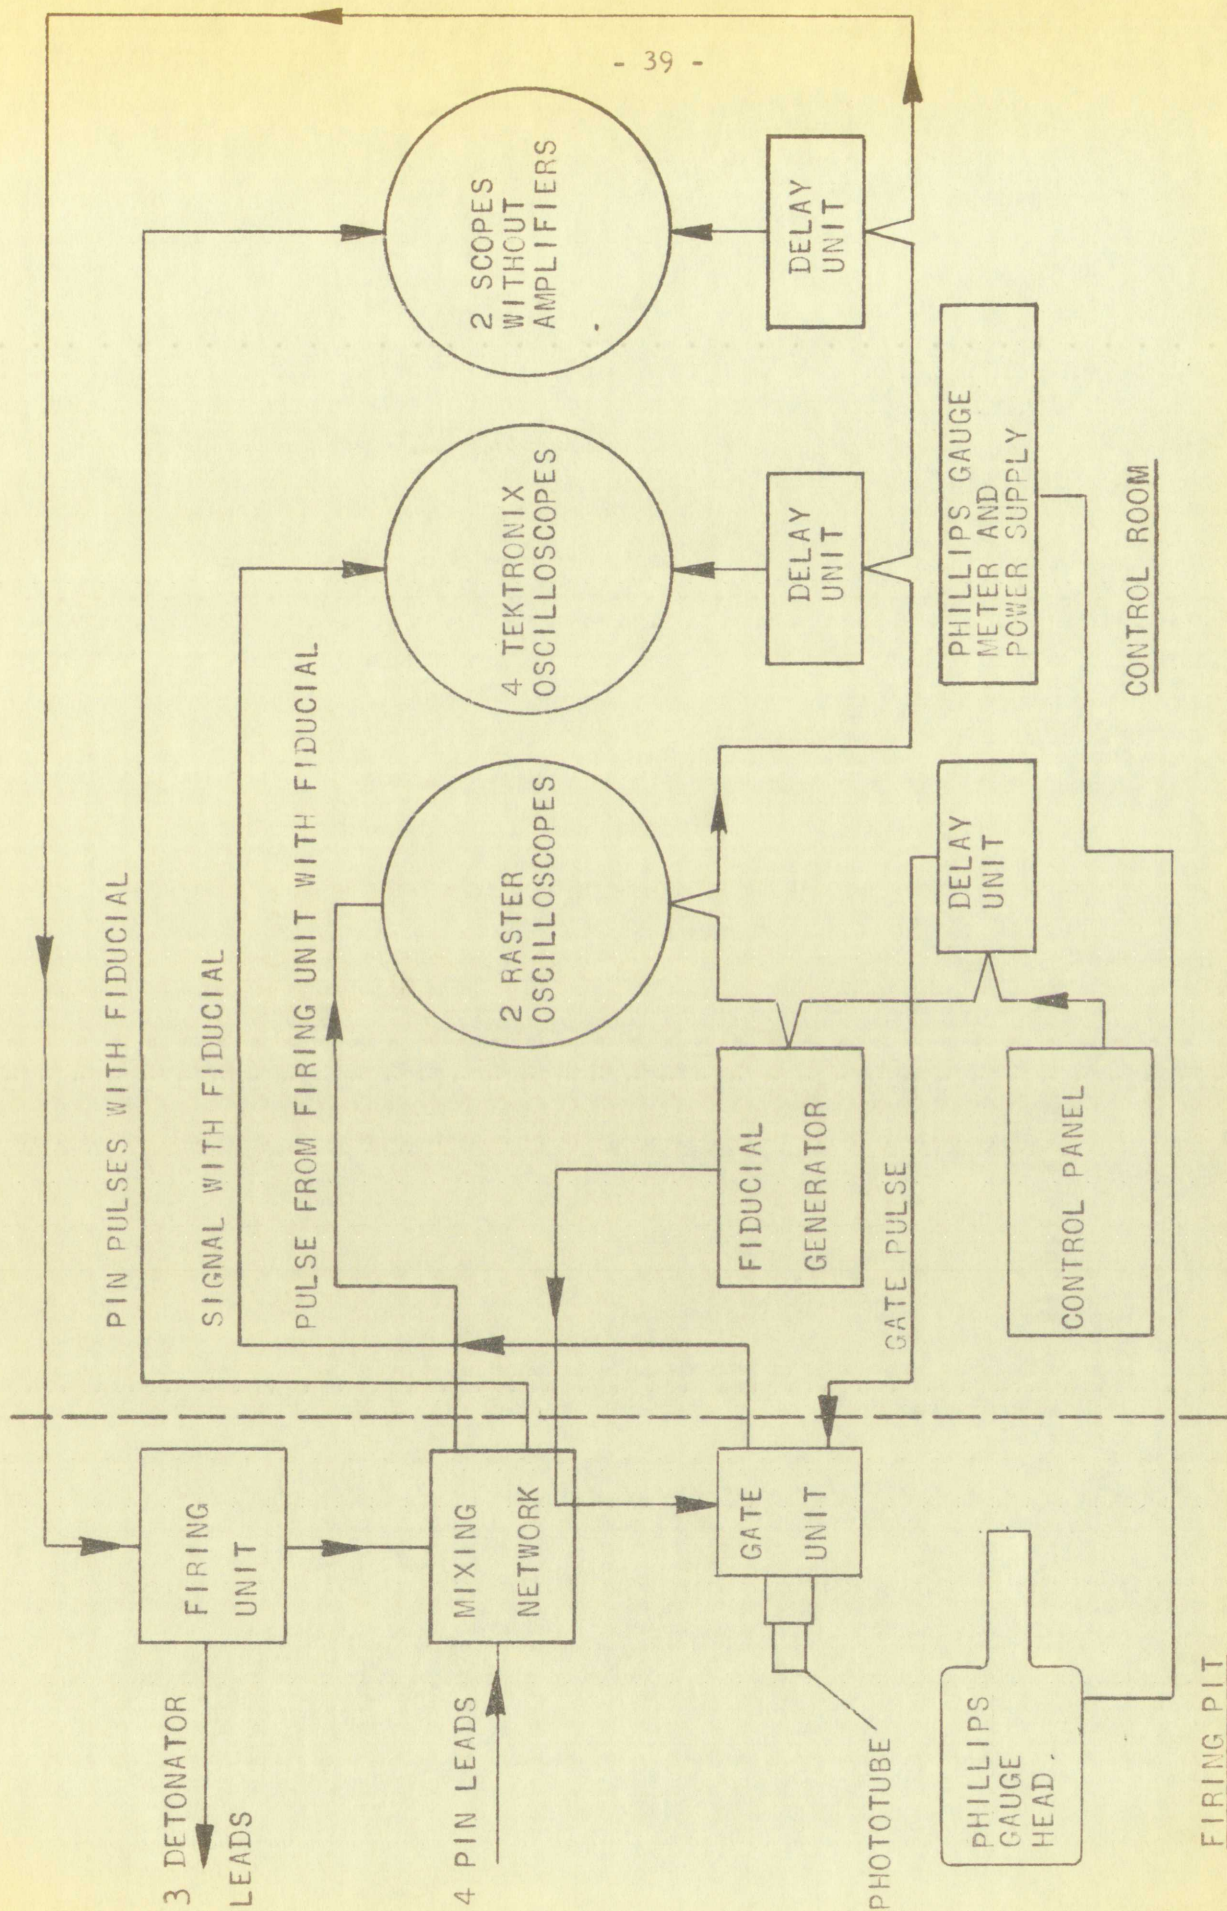 - 39 -
3 DETONATOR
LEADS
FIRING
UNIT
4 PIN LEADS
MIXING
NETWORK
PHOTOTUBE
GATE
UNIT
PHILLIPS
GAUGE
HEAD.
FIRING PIT
PIN PULSES WITH FIDUCIAL
SIGNAL WITH FIDUCIAL
PULSE FROM FIRING UNIT WITH FIDUCIAL
2 RASTER
OSCILLOSCOPES
4 TEKTRONIX
OSCILLOSCOPES
2 SCOPES
WITHOUT
AMPLIFIERS
FIDUCIAL
GENERATOR
DELAY
UNIT
DELAY
UNIT
GATE PULSE
DELAY
UNIT
PHILLIPS GAUGE
METER AND
POWER SUPPLY
CONTROL PANEL
CONTROL ROOM